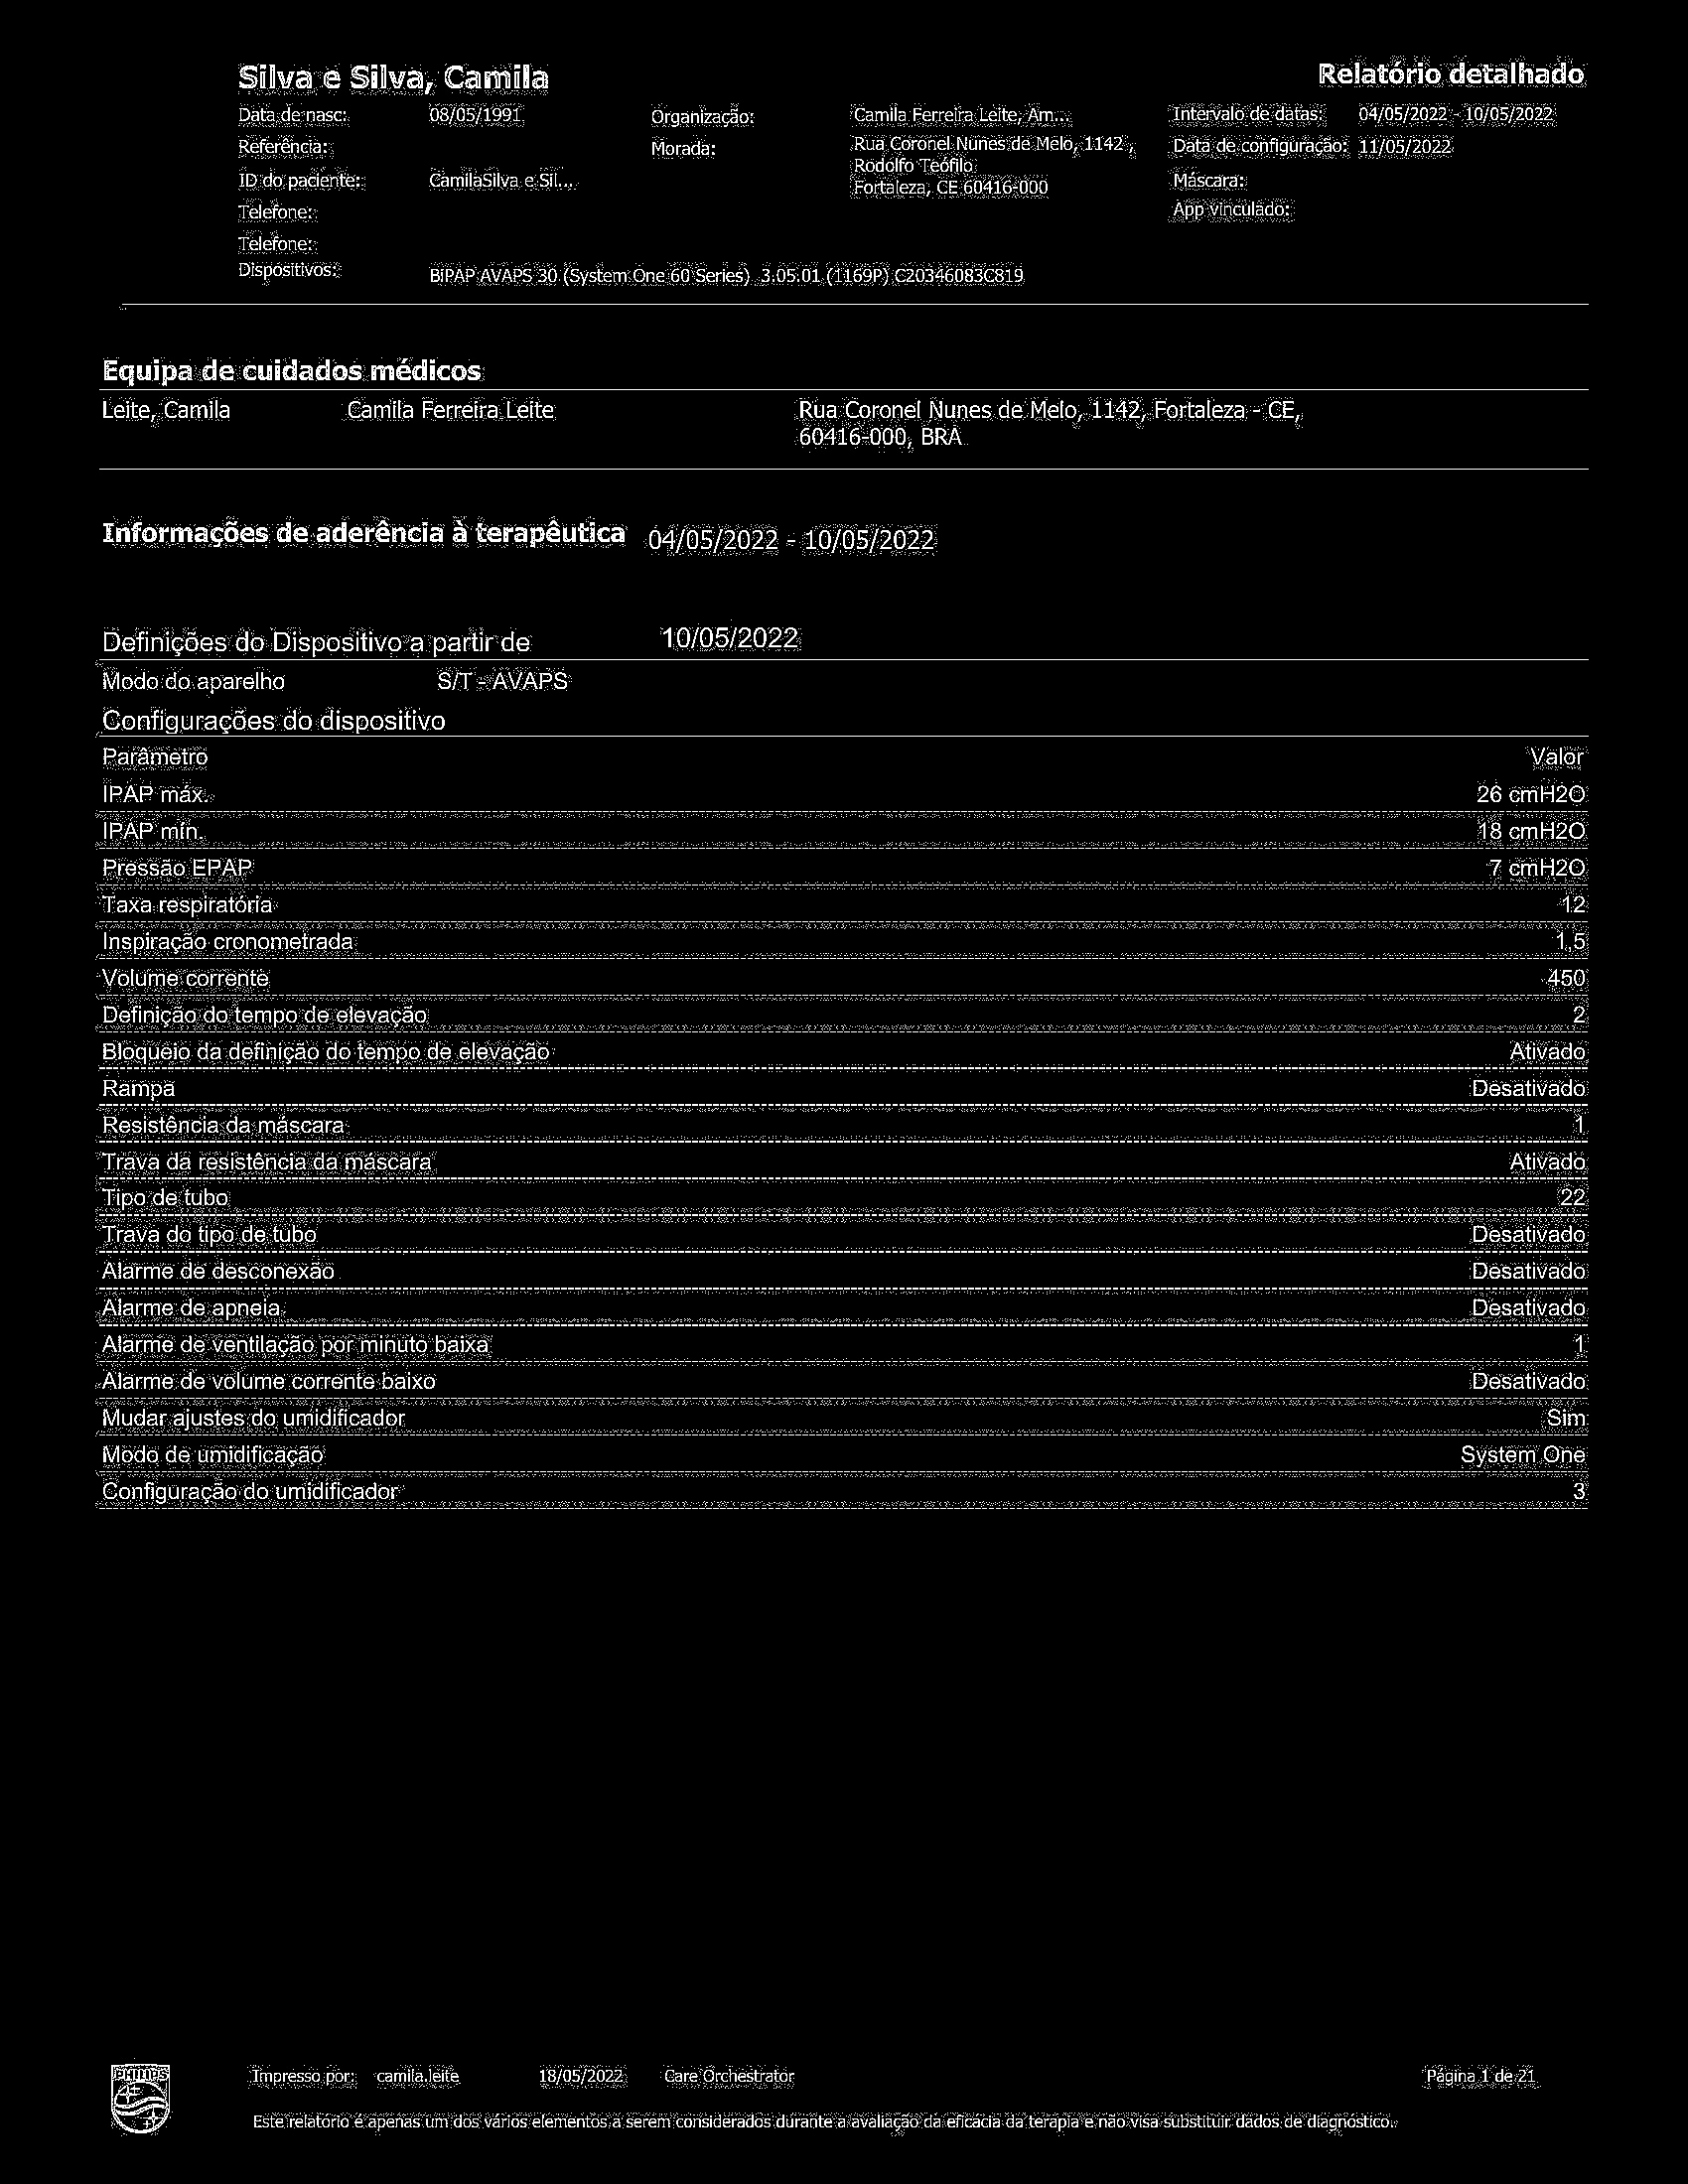 Silva e Silva, Camila
Relatório detalhado
Data de nasc: 08/05/1991
Referência:
ID do paciente: CamilaSilva e Sil...
Telefone:
Telefone:
Dispositivos: BiPAP AVAPS 30 (System One 60 Series) 3.05.01 (1169P) C20346083C819
Organização: Camila Ferreira Leite, Am...
Morada: Rua Coronel Nunes de Melo, 1142 ,
Rodolfo Teófilo
Fortaleza, CE 60416-000
Intervalo de datas: 04/05/2022 - 10/05/2022
Data de configuração: 11/05/2022
Máscara:
App vinculado:
Equipa de cuidados médicos
Leite, Camila Camila Ferreira Leite Rua Coronel Nunes de Melo, 1142, Fortaleza - CE,
60416-000, BRA
Informações de aderência à terapêutica 04/05/2022 - 10/05/2022
Definições do Dispositivo a partir de 10/05/2022
Modo do aparelho S/T - AVAPS
Configurações do dispositivo
Parâmetro Valor
IPAP máx. 26 cmH2O
IPAP mín. 18 cmH2O
Pressão EPAP 7 cmH2O
Taxa respiratória 12
Inspiração cronometrada 1,5
Volume corrente 450
Definição do tempo de elevação 2
Bloqueio da definição do tempo de elevação Ativado
Rampa Desativado
Resistência da máscara 1
Trava da resistência da máscara Ativado
Tipo de tubo 22
Trava do tipo de tubo Desativado
Alarme de desconexão Desativado
Alarme de apneia Desativado
Alarme de ventilação por minuto baixa 1
Alarme de volume corrente baixo Desativado
Mudar ajustes do umidificador Sim
Modo de umidificação System One
Configuração do umidificador 3
PHILIPS
Impresso por: camila.leite 18/05/2022 Care Orchestrator Página 1 de 21
Este relatório é apenas um dos vários elementos a serem considerados durante a avaliação da eficácia da terapia e não visa substituir dados de diagnóstico.